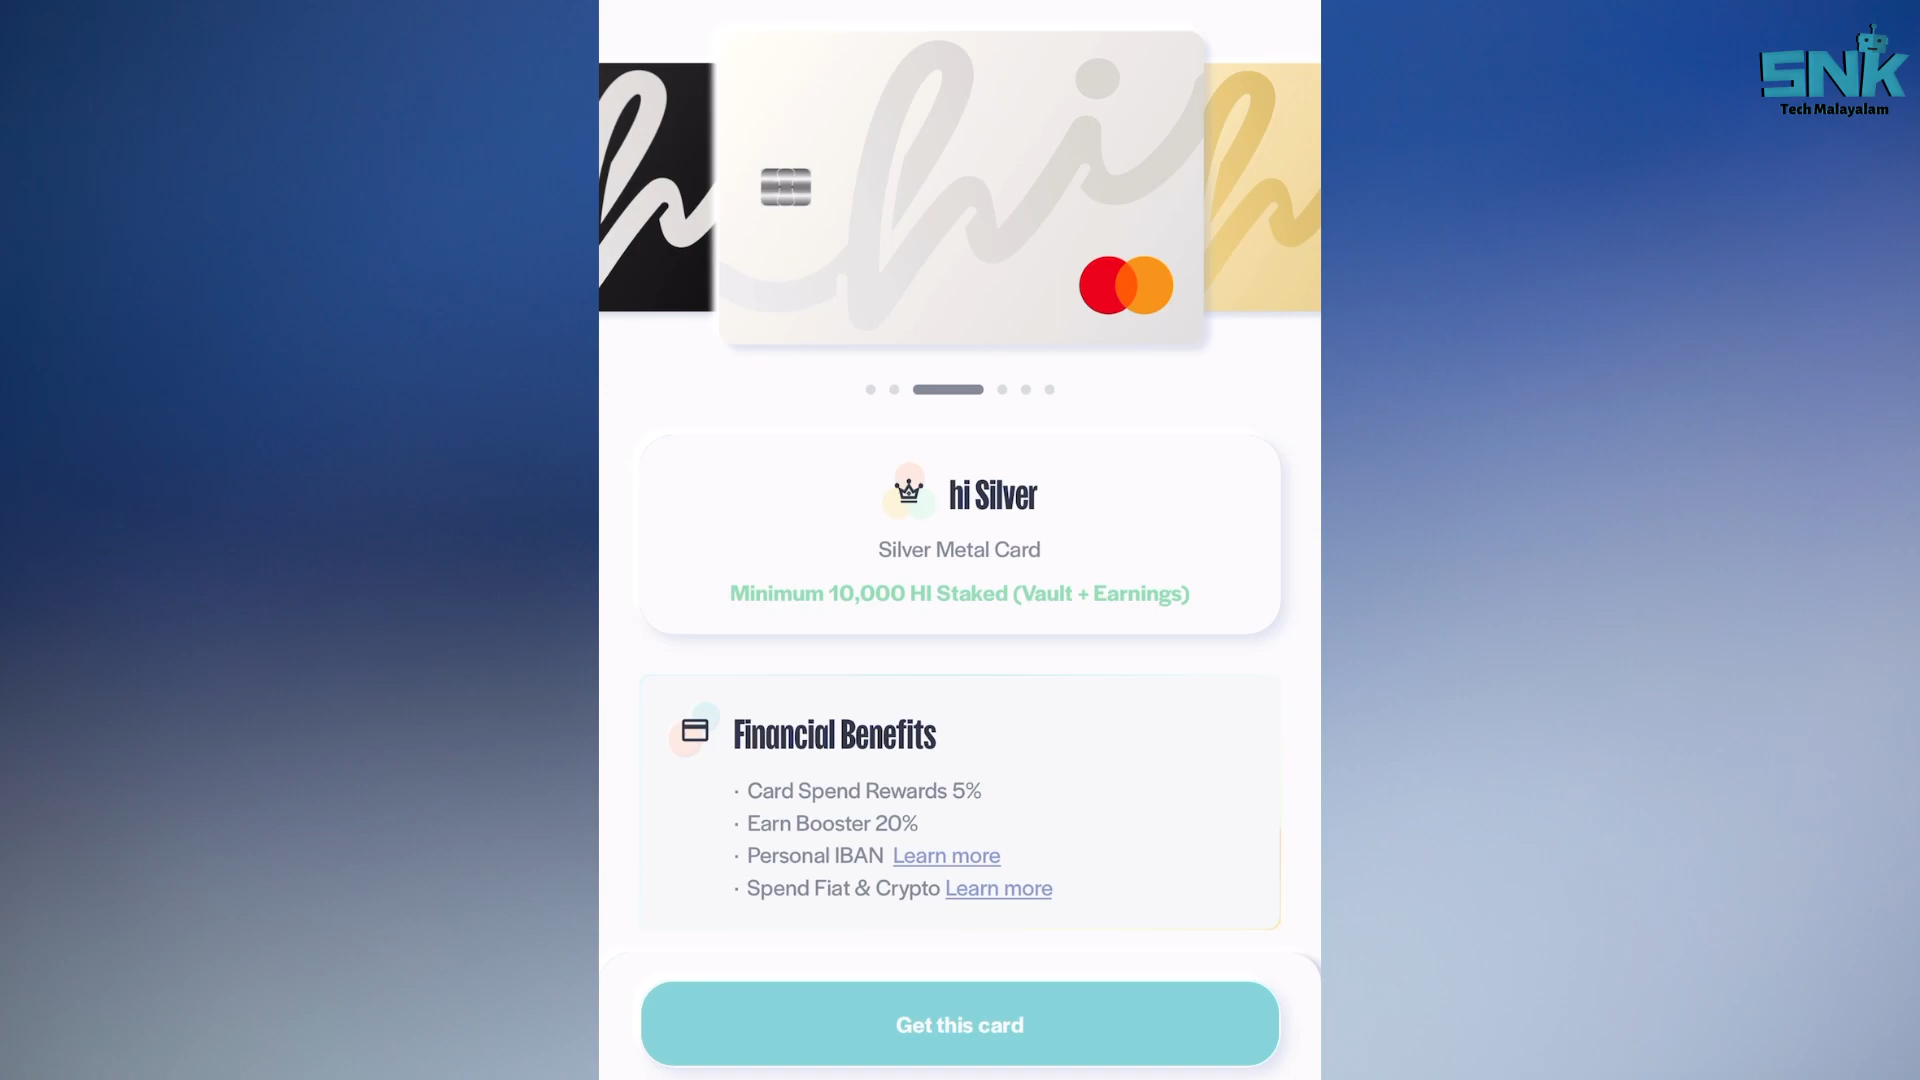 hi
SNK
Tech Malayalam
hi Silver
Silver Metal Card
Minimum 10,000 HI Staked (Vault + Earnings)
Financial Benefits
· Card Spend Rewards 5%
· Earn Booster 20%
· Personal IBAN Learn more
· Spend Fiat & Crypto Learn more
Get this card